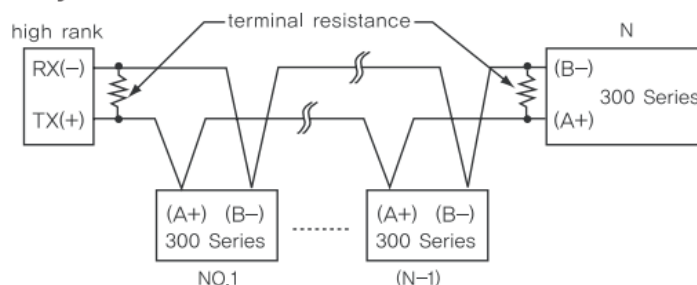 terminal resistance
high rank
N
RX(-)
(B-)
300 Series
TX(+)
(A+)
(A+) (B-)
300 Series
(A+) (B-)
300 Series
NO.1
(N-1)